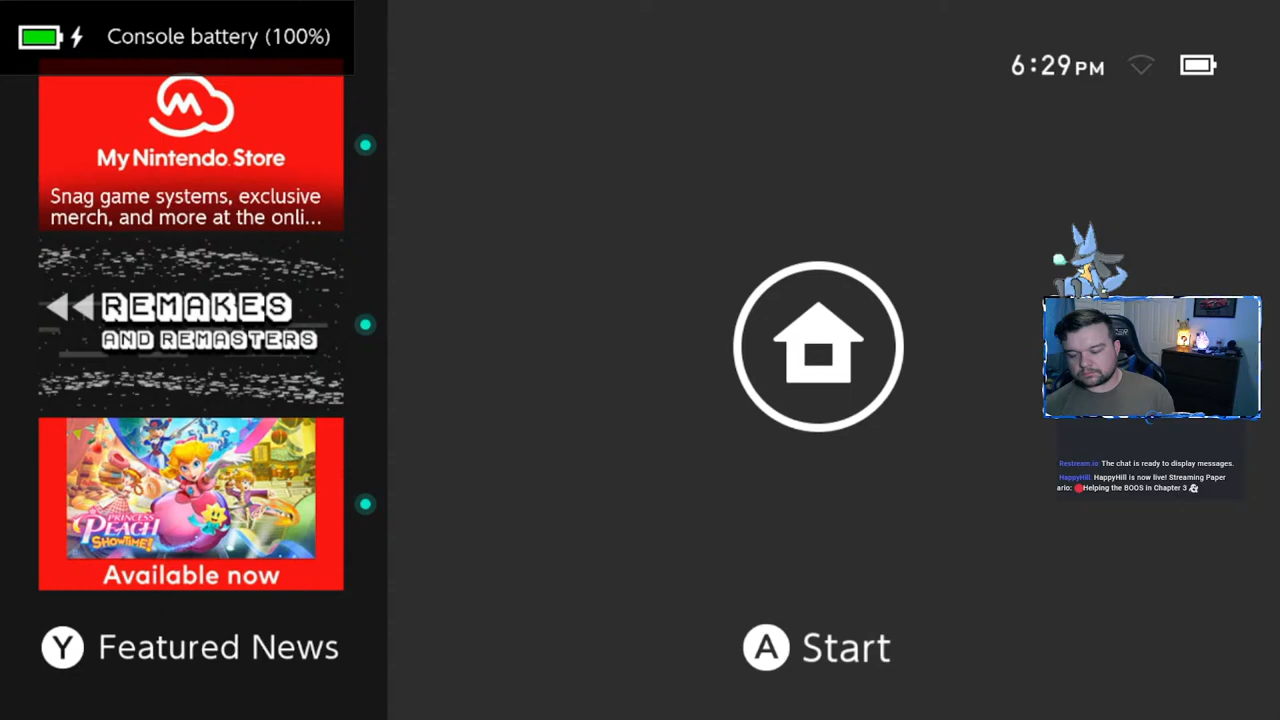 Console battery (100%)
6:29PM
My Nintendo Store
Snag game systems, exclusive
merch, and more at the onli...
REMAKES
AND REMASTERS
PRINCESS
PEACH
SHOWTIME!
Available now
Y Featured News
A Start
Restream.io The chat is ready to display messages.
HappyHill HappyHill is now live! Streaming Paper
ario: 🔴Helping the BOOS in Chapter 3